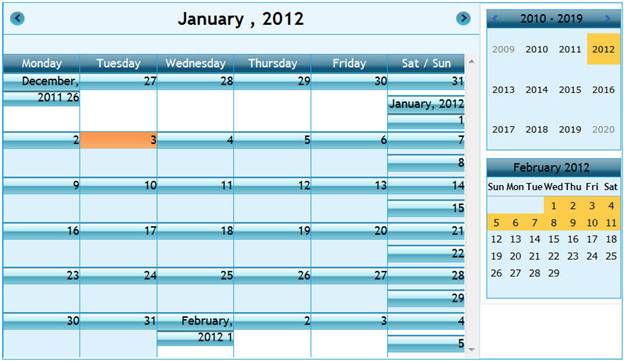 January , 2012
Monday Tuesday Wednesday Thursday Friday Sat / Sun
December, 27 28 29 30 31
2011 26
January, 2012
1
2 3 4 5 6 7
8
9 10 11 12 13 14
15
16 17 18 19 20 21
22
23 24 25 26 27 28
29
30 31 February, 2 3 4
2012 1
5
2010 - 2019
2009 2010 2011 2012
2013 2014 2015 2016
2017 2018 2019 2020
February 2012
Sun Mon Tue Wed Thu Fri Sat
1 2 3 4
5 6 7 8 9 10 11
12 13 14 15 16 17 18
19 20 21 22 23 24 25
26 27 28 29